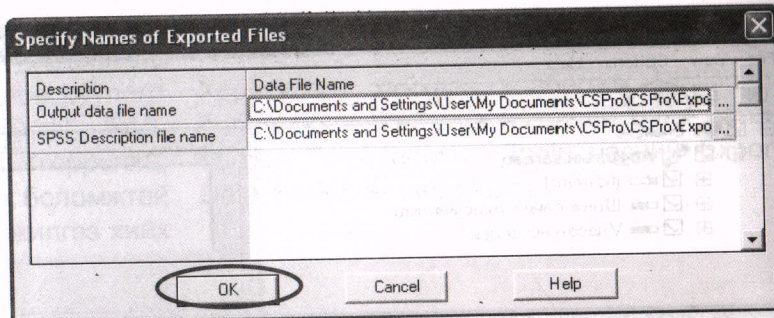 Specify Names of Exported Files
Description Data File Name
Output data file name C:\Documents and Settings\User\My Documents\CSPro\CSPro\Expo ...
SPSS Description file name C:\Documents and Settings\User\My Documents\CSPro\CSPro\Expo ...
OK Cancel Help